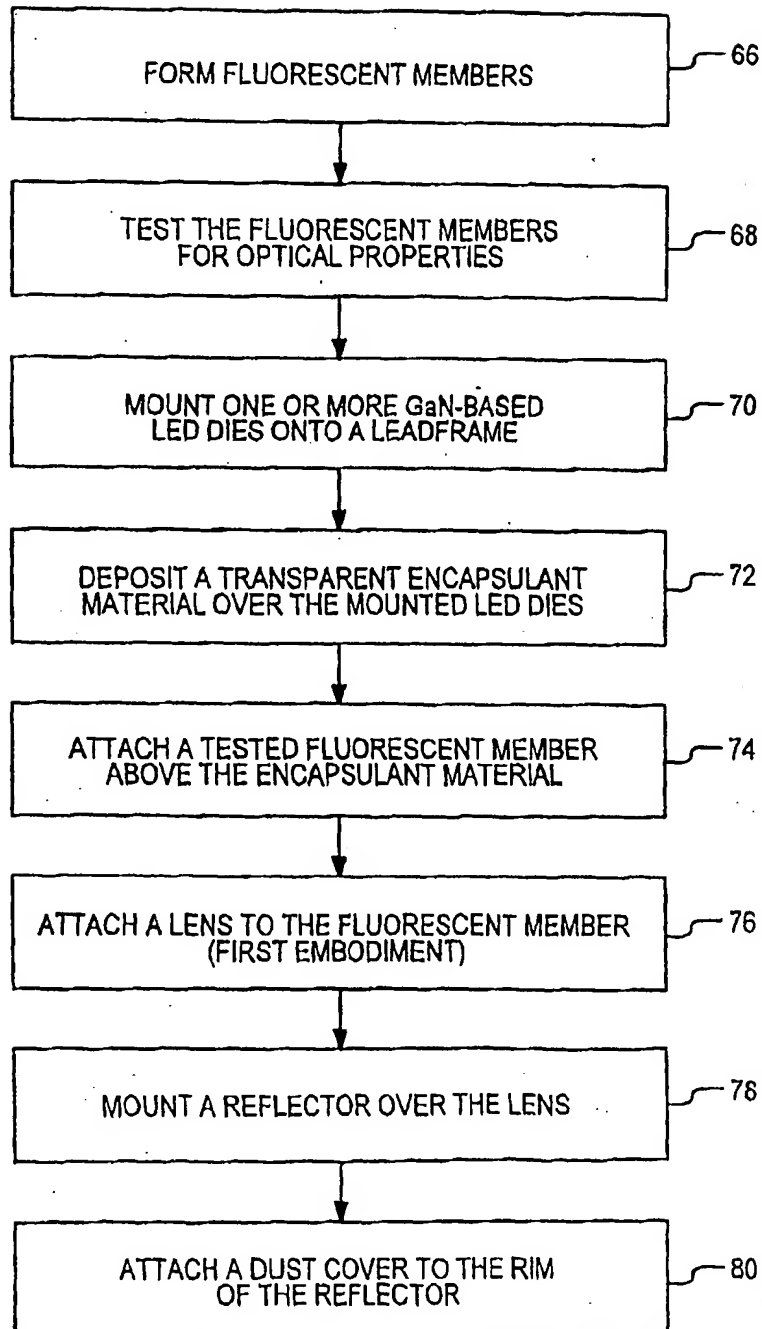 FORM FLUORESCENT MEMBERS
66
TEST THE FLUORESCENT MEMBERS
FOR OPTICAL PROPERTIES
68
MOUNT ONE OR MORE GaN-BASED
LED DIES ONTO A LEADFRAME
70
DEPOSIT A TRANSPARENT ENCAPSULANT
MATERIAL OVER THE MOUNTED LED DIES
72
ATTACH A TESTED FLUORESCENT MEMBER
ABOVE THE ENCAPSULANT MATERIAL
74
ATTACH A LENS TO THE FLUORESCENT MEMBER
(FIRST EMBODIMENT)
76
MOUNT A REFLECTOR OVER THE LENS
78
ATTACH A DUST COVER TO THE RIM
OF THE REFLECTOR
80